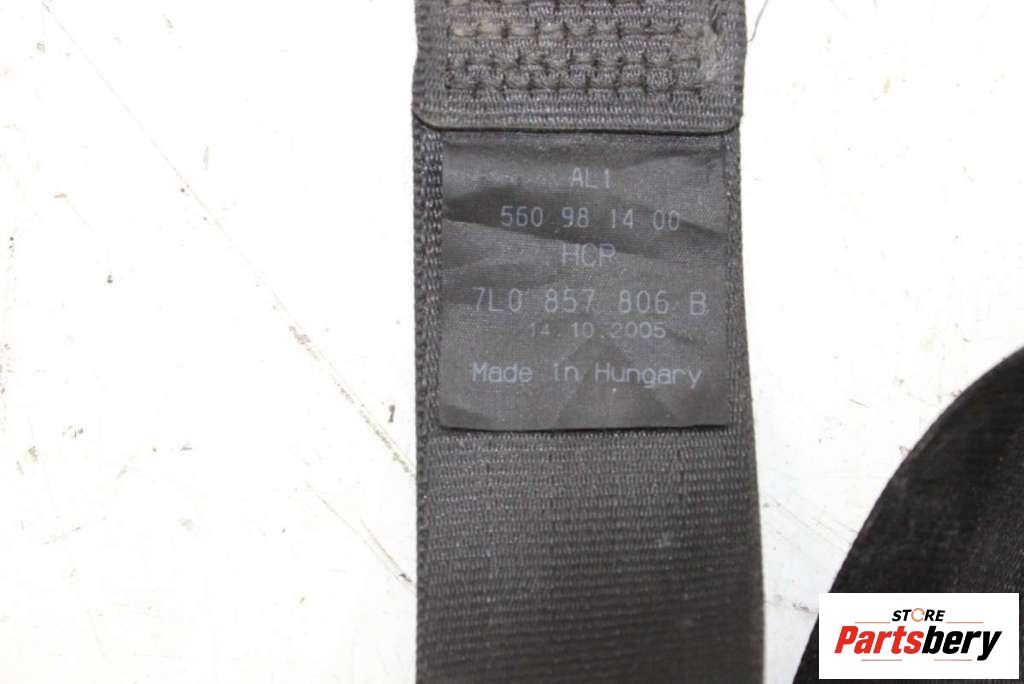 AL1
560 98 14 00
HCR
7L0 857 806 B
14.10.2005
Made in Hungary
STORE
Partsbery